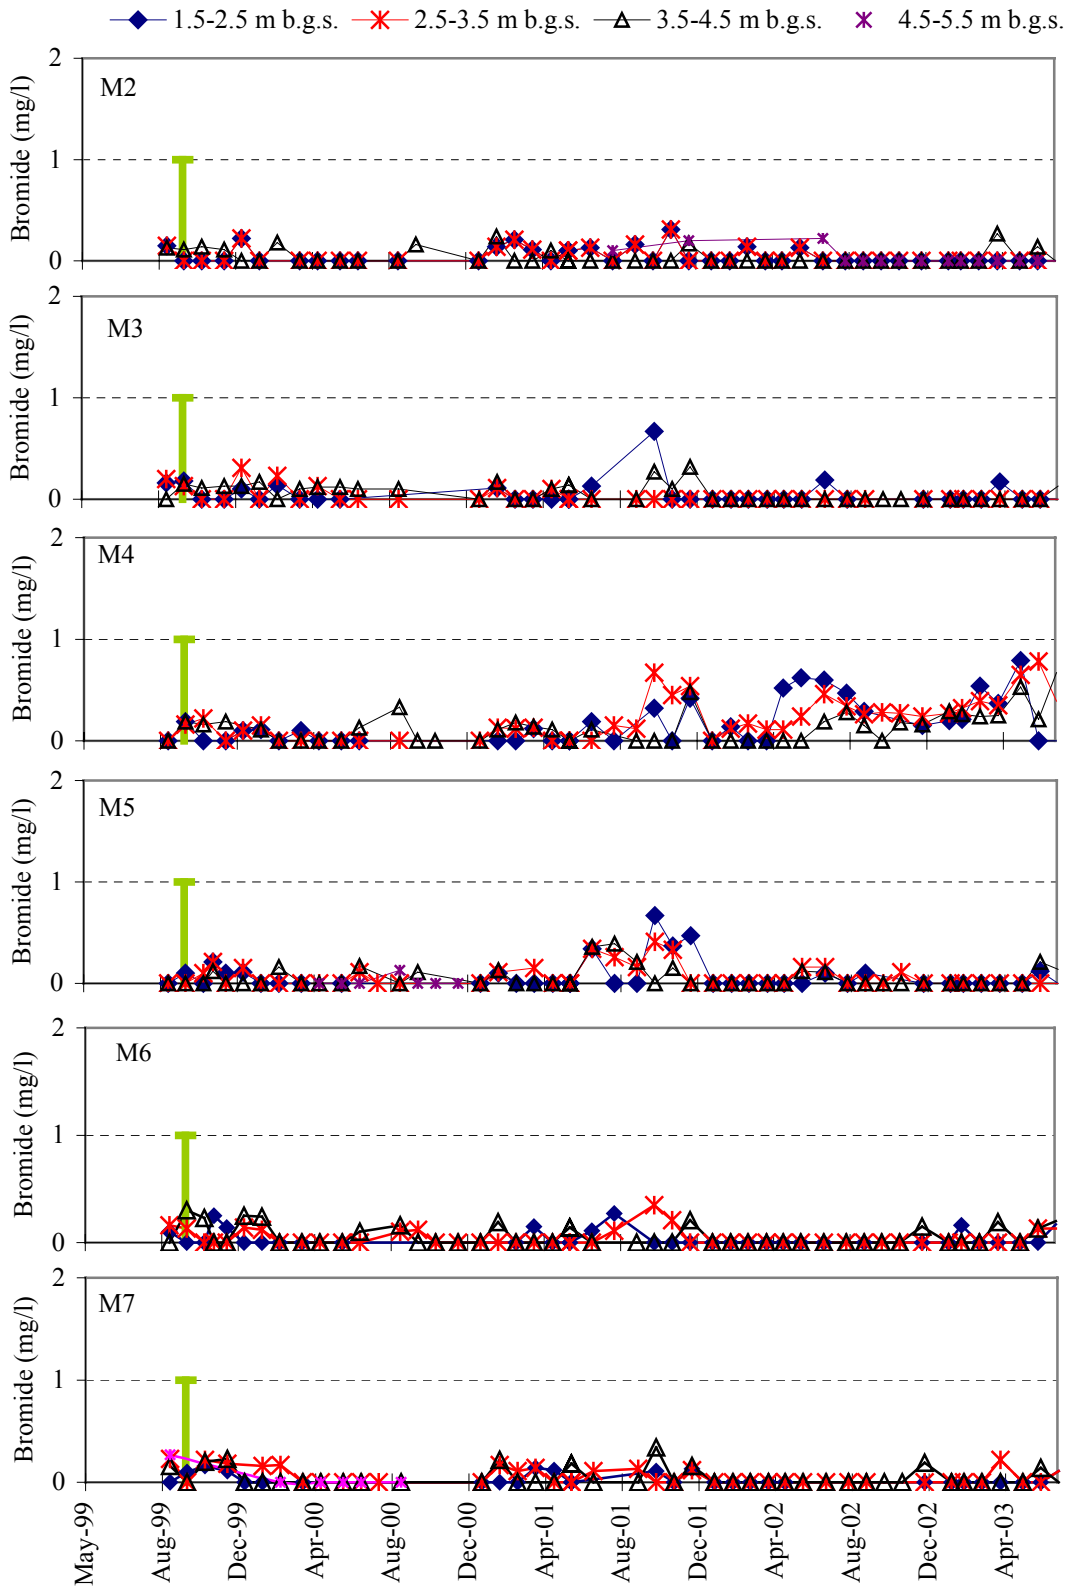 1.5-2.5 m b.g.s. 2.5-3.5 m b.g.s. 3.5-4.5 m b.g.s. 4.5-5.5 m b.g.s.
Bromide (mg/l)
2
1
0
M2
Bromide (mg/l)
2
1
0
M3
Bromide (mg/l)
2
1
0
M4
Bromide (mg/l)
2
1
0
M5
Bromide (mg/l)
2
1
0
M6
Bromide (mg/l)
2
1
0
M7
May-99 Aug-99 Dec-99 Apr-00 Aug-00 Dec-00 Apr-01 Aug-01 Dec-01 Apr-02 Aug-02 Dec-02 Apr-03